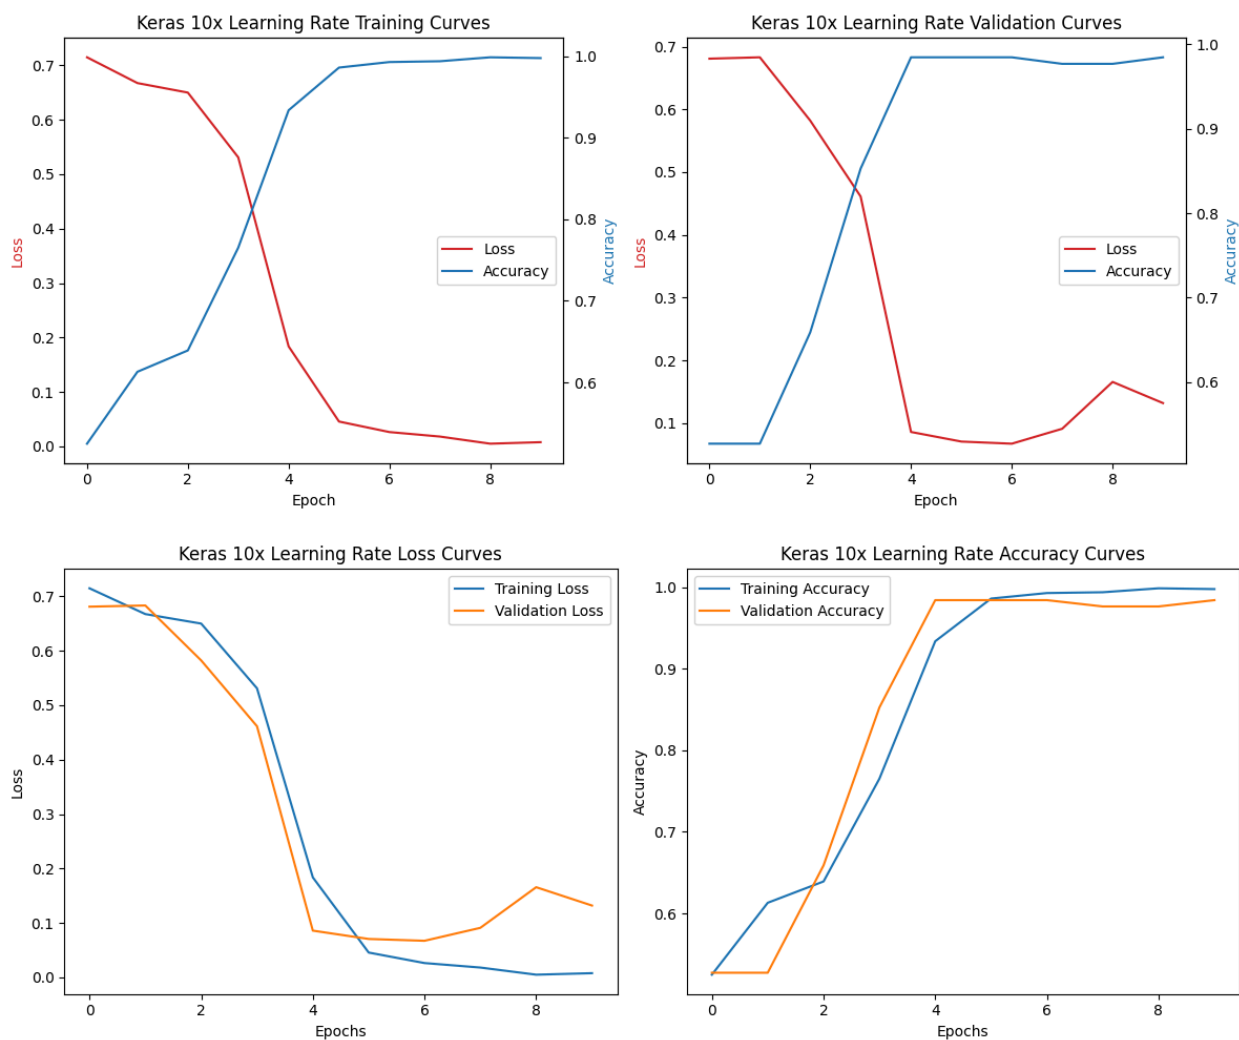 Keras 10x Learning Rate Training Curves
0.7
0.6
0.5
0.4
0.3
0.2
0.1
0.0
Loss
1.0
0.9
0.8
0.7
0.6
Accuracy
Loss
Accuracy
0 2 4 6 8
Epoch
Keras 10x Learning Rate Validation Curves
0.7
0.6
0.5
0.4
0.3
0.2
0.1
Loss
1.0
0.9
0.8
0.7
0.6
Accuracy
Loss
Accuracy
0 2 4 6 8
Epoch
Keras 10x Learning Rate Loss Curves
0.7
0.6
0.5
0.4
0.3
0.2
0.1
0.0
Loss
Training Loss
Validation Loss
0 2 4 6 8
Epochs
Keras 10x Learning Rate Accuracy Curves
1.0
0.9
0.8
0.7
0.6
Accuracy
Training Accuracy
Validation Accuracy
0 2 4 6 8
Epochs